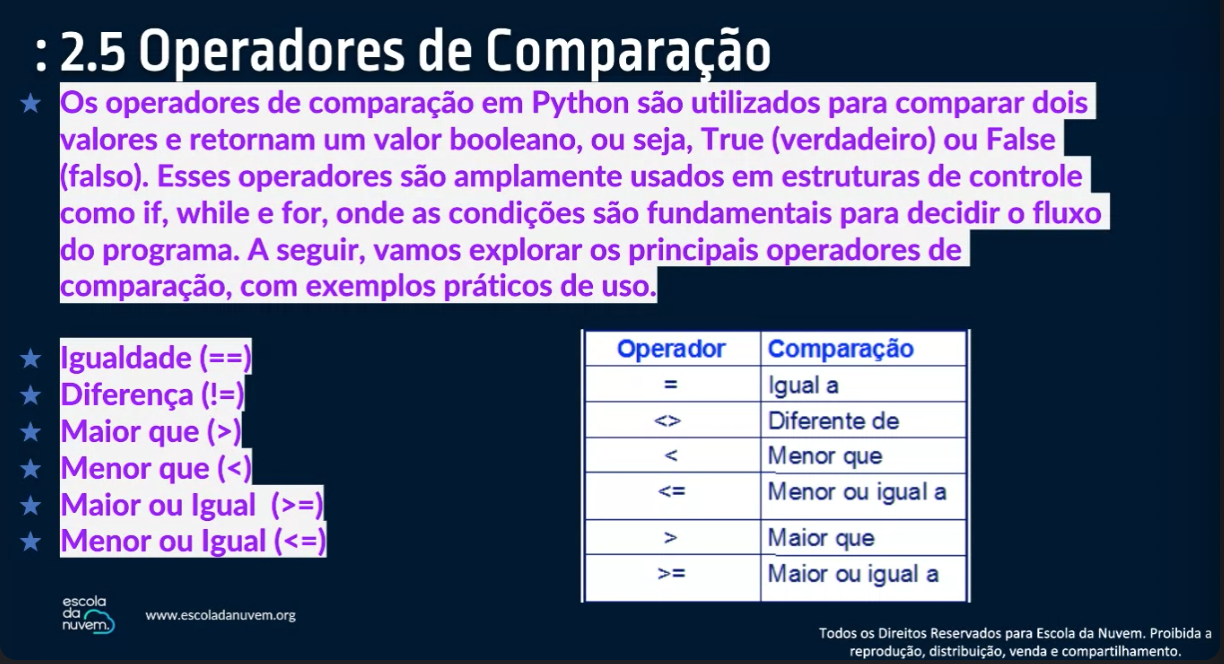 : 2.5 Operadores de Comparação
★ Os operadores de comparação em Python são utilizados para comparar dois
valores e retornam um valor booleano, ou seja, True (verdadeiro) ou False
(falso). Esses operadores são amplamente usados em estruturas de controle
como if, while e for, onde as condições são fundamentais para decidir o fluxo
do programa. A seguir, vamos explorar os principais operadores de
comparação, com exemplos práticos de uso.
★ Igualdade (==)
★ Diferença (!=)
★ Maior que (>)
★ Menor que (<)
★ Maior ou Igual (>=)
★ Menor ou Igual (<=)
Operador Comparação
= Igual a
<> Diferente de
< Menor que
<= Menor ou igual a
> Maior que
>= Maior ou igual a
escola
da
nuvem.
www.escoladanuvem.org
Todos os Direitos Reservados para Escola da Nuvem. Proibida a
reprodução, distribuição, venda e compartilhamento.